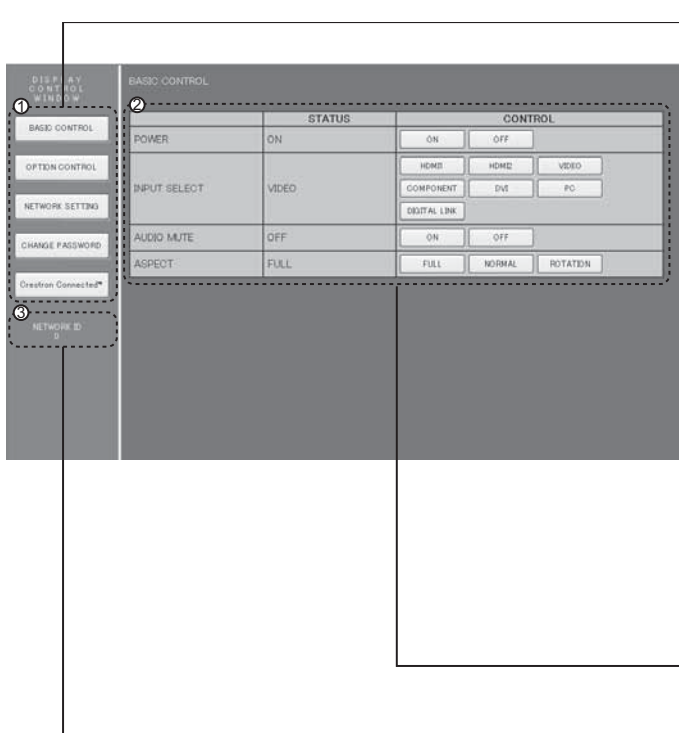 DISPLAY
CONTROL
WINDOW
①
BASIC CONTROL
OPTION CONTROL
NETWORK SETTING
CHANGE PASSWORD
Crestron Connected™
③
NETWORK ID
0
BASIC CONTROL
②
STATUS CONTROL
POWER ON ON OFF
INPUT SELECT VIDEO HDMI1 HDMI2 VIDEO
COMPONENT DVI PC
DIGITAL LINK
AUDIO MUTE OFF ON OFF
ASPECT FULL FULL NORMAL ROTATION